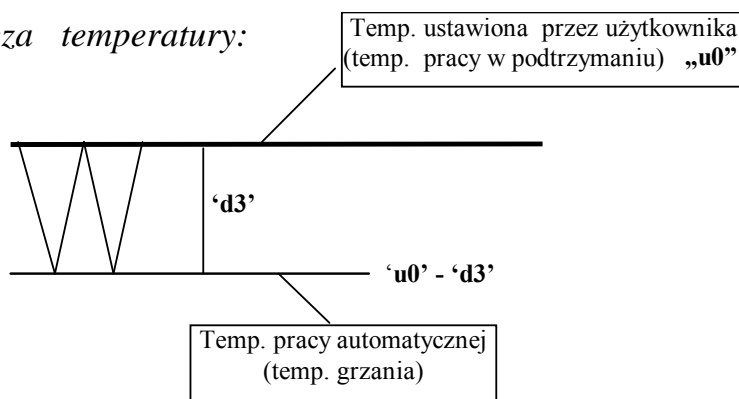 za temperatury:
Temp. ustawiona przez użytkownika
(temp. pracy w podtrzymaniu) „u0”
‘d3’
‘u0’ - ‘d3’
Temp. pracy automatycznej
(temp. grzania)